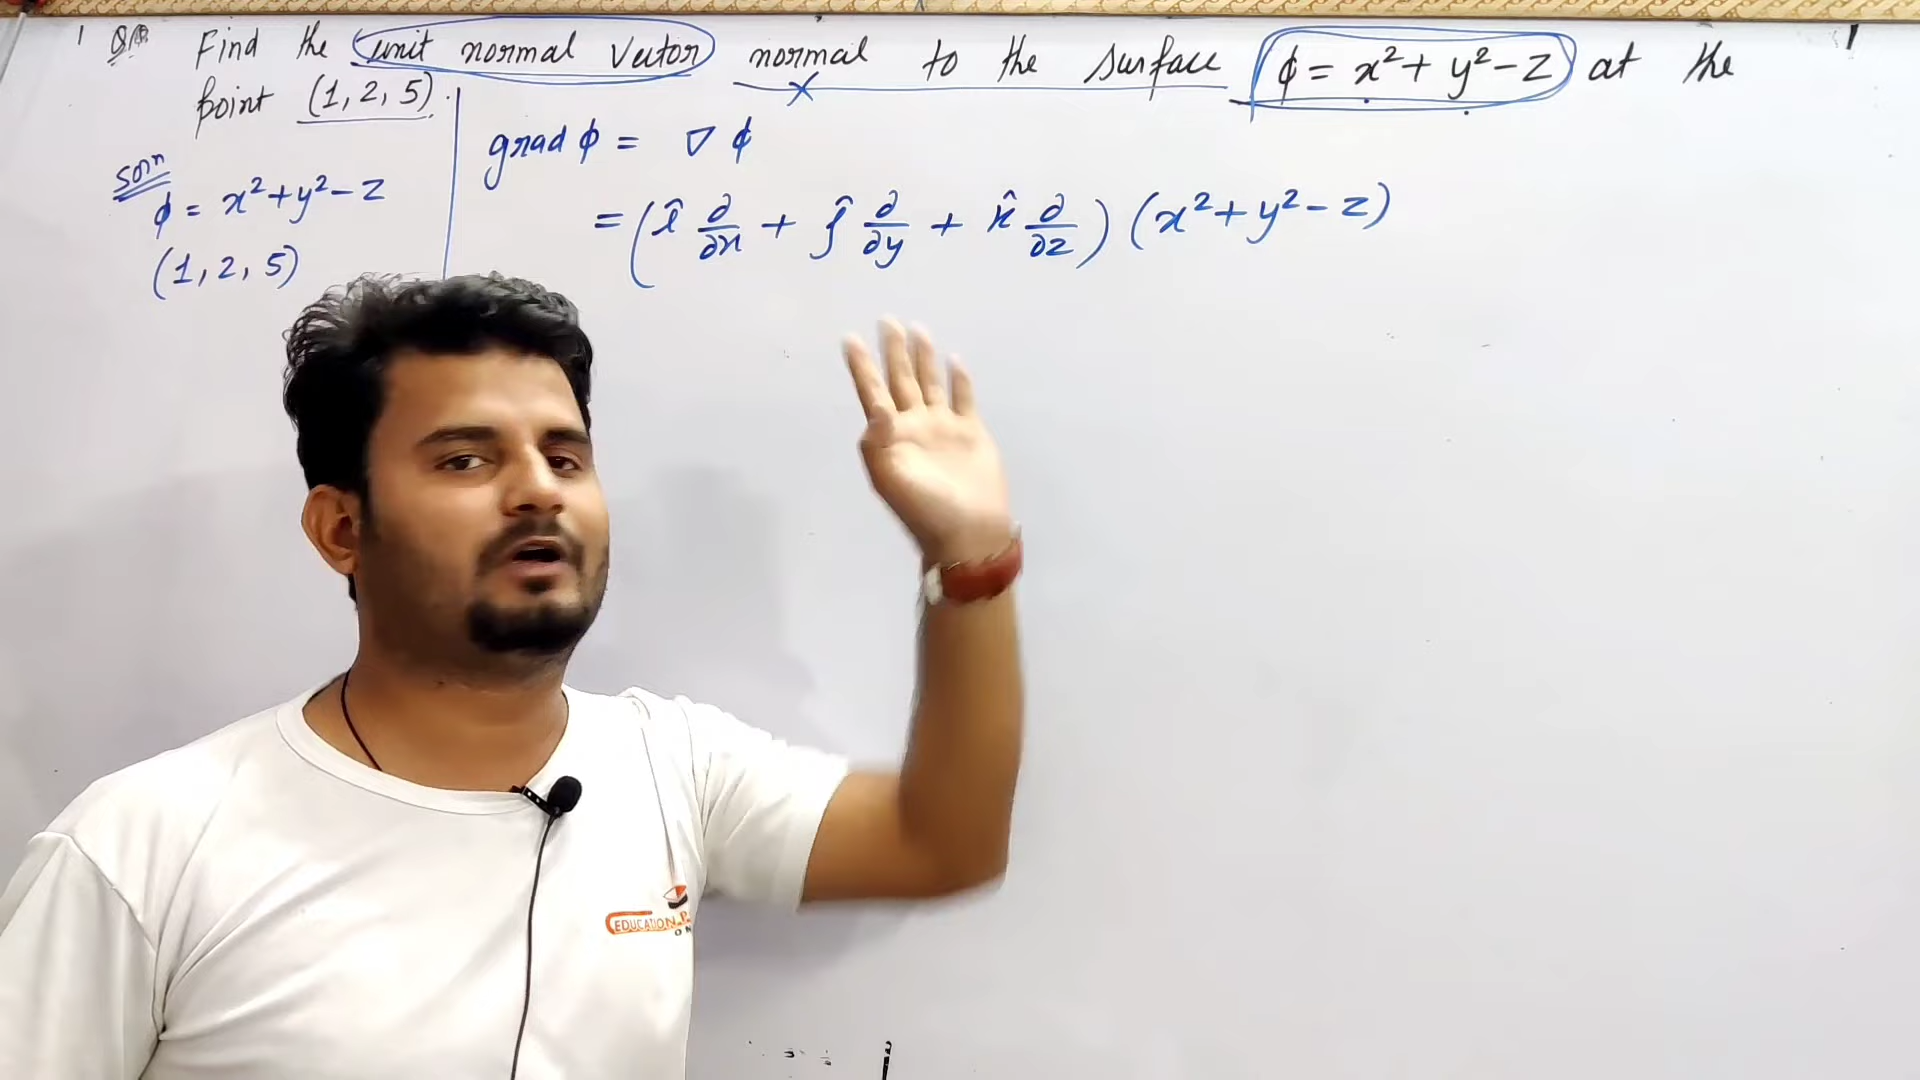 Find the unit normal Vector normal to the surface ϕ = x² + y² − z at the
point (1, 2, 5).
Solⁿ
ϕ = x² + y² − z
(1, 2, 5)
grad ϕ = ∇ ϕ
= (î ∂/∂x + ĵ ∂/∂y + k̂ ∂/∂z) (x² + y² − z)
EDUCATION